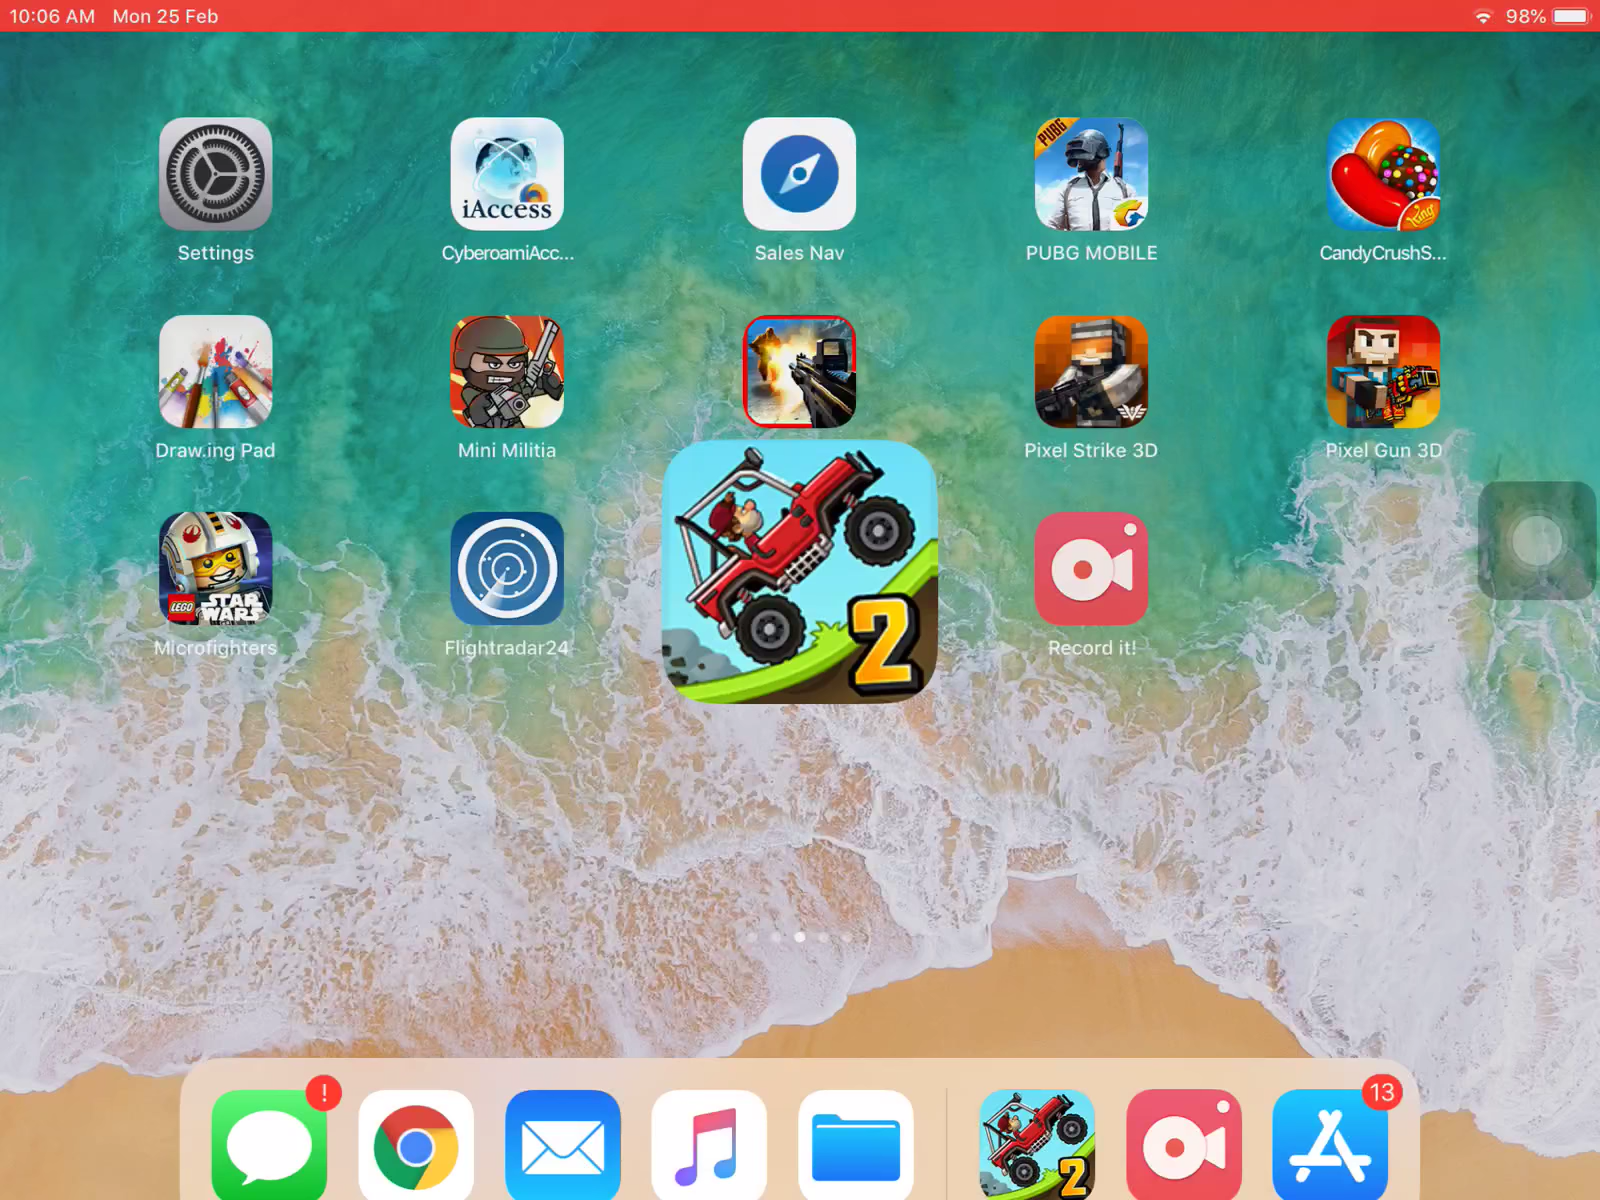 10:06 AM Mon 25 Feb
98%
PUBG
iAccess
King
Settings
CyberoamiAcc...
Sales Nav
PUBG MOBILE
CandyCrushS...
Draw.ing Pad
Mini Militia
Pixel Strike 3D
Pixel Gun 3D
LEGO
STAR
WARS
2
Microfighters
Flightradar24
Record it!
!
13
2